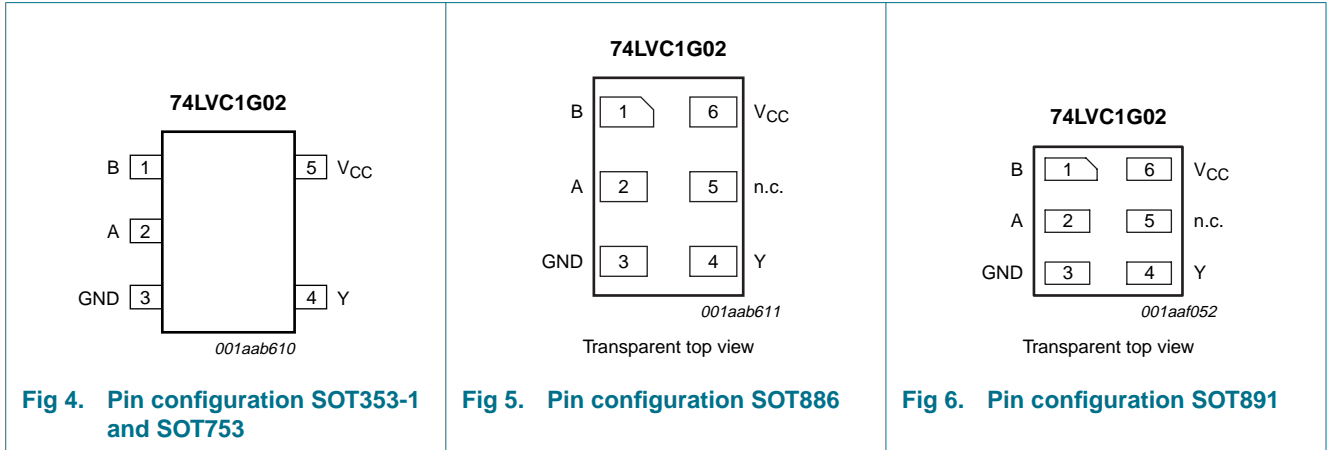 74LVC1G02
B 1 5 VCC
A 2
GND 3 4 Y
001aab610
Fig 4. Pin configuration SOT353-1
and SOT753
74LVC1G02
B 1 6 VCC
A 2 5 n.c.
GND 3 4 Y
001aab611
Transparent top view
Fig 5. Pin configuration SOT886
74LVC1G02
B 1 6 VCC
A 2 5 n.c.
GND 3 4 Y
001aaf052
Transparent top view
Fig 6. Pin configuration SOT891